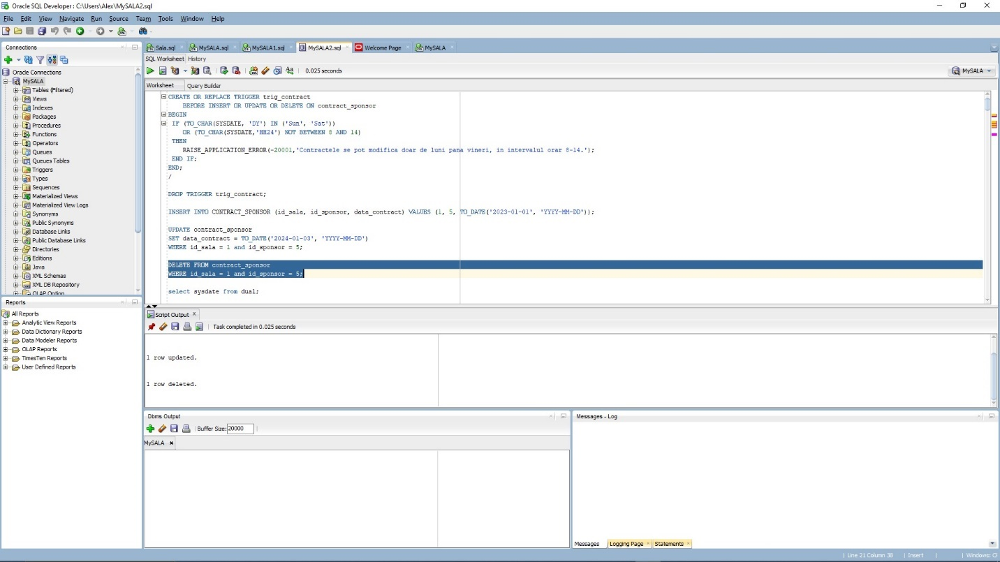 Oracle SQL Developer : C:\Users\Alex\MySALA2.sql
File Edit View Navigate Run Source Team Tools Window Help
Connections
Oracle Connections
MySALA
Tables (Filtered)
Views
Indexes
Packages
Procedures
Functions
Operators
Queues
Queues Tables
Triggers
Types
Sequences
Materialized Views
Materialized View Logs
Synonyms
Public Synonyms
Database Links
Public Database Links
Directories
Editions
Java
XML Schemas
XML DB Repository
OLAP Option
Reports
All Reports
Analytic View Reports
Data Dictionary Reports
Data Modeler Reports
OLAP Reports
TimesTen Reports
User Defined Reports
Sala.sql MySALA.sql MySALA1.sql MySALA2.sql Welcome Page MySALA
SQL Worksheet History
0.025 seconds
MySALA
Worksheet Query Builder
CREATE OR REPLACE TRIGGER trig_contract
BEFORE INSERT OR UPDATE OR DELETE ON contract_sponsor
BEGIN
IF (TO_CHAR(SYSDATE, 'DY') IN ('Sun', 'Sat'))
OR (TO_CHAR(SYSDATE,'HH24') NOT BETWEEN 8 AND 14)
THEN
RAISE_APPLICATION_ERROR(-20001,'Contractele se pot modifica doar de luni pana vineri, in intervalul orar 8-14.');
END IF;
END;
/
DROP TRIGGER trig_contract;
INSERT INTO CONTRACT_SPONSOR (id_sala, id_sponsor, data_contract) VALUES (1, 5, TO_DATE('2023-01-01', 'YYYY-MM-DD'));
UPDATE contract_sponsor
SET data_contract = TO_DATE('2024-01-03', 'YYYY-MM-DD')
WHERE id_sala = 1 and id_sponsor = 5;
DELETE FROM contract_sponsor
WHERE id_sala = 1 and id_sponsor = 5;
select sysdate from dual;
Script Output x
Task completed in 0.025 seconds
1 row updated.
1 row deleted.
Dbms Output
Buffer Size: 20000
MySALA x
Messages - Log
Messages Logging Page Statements
Line 21 Column 38 | Insert | | Windows: C